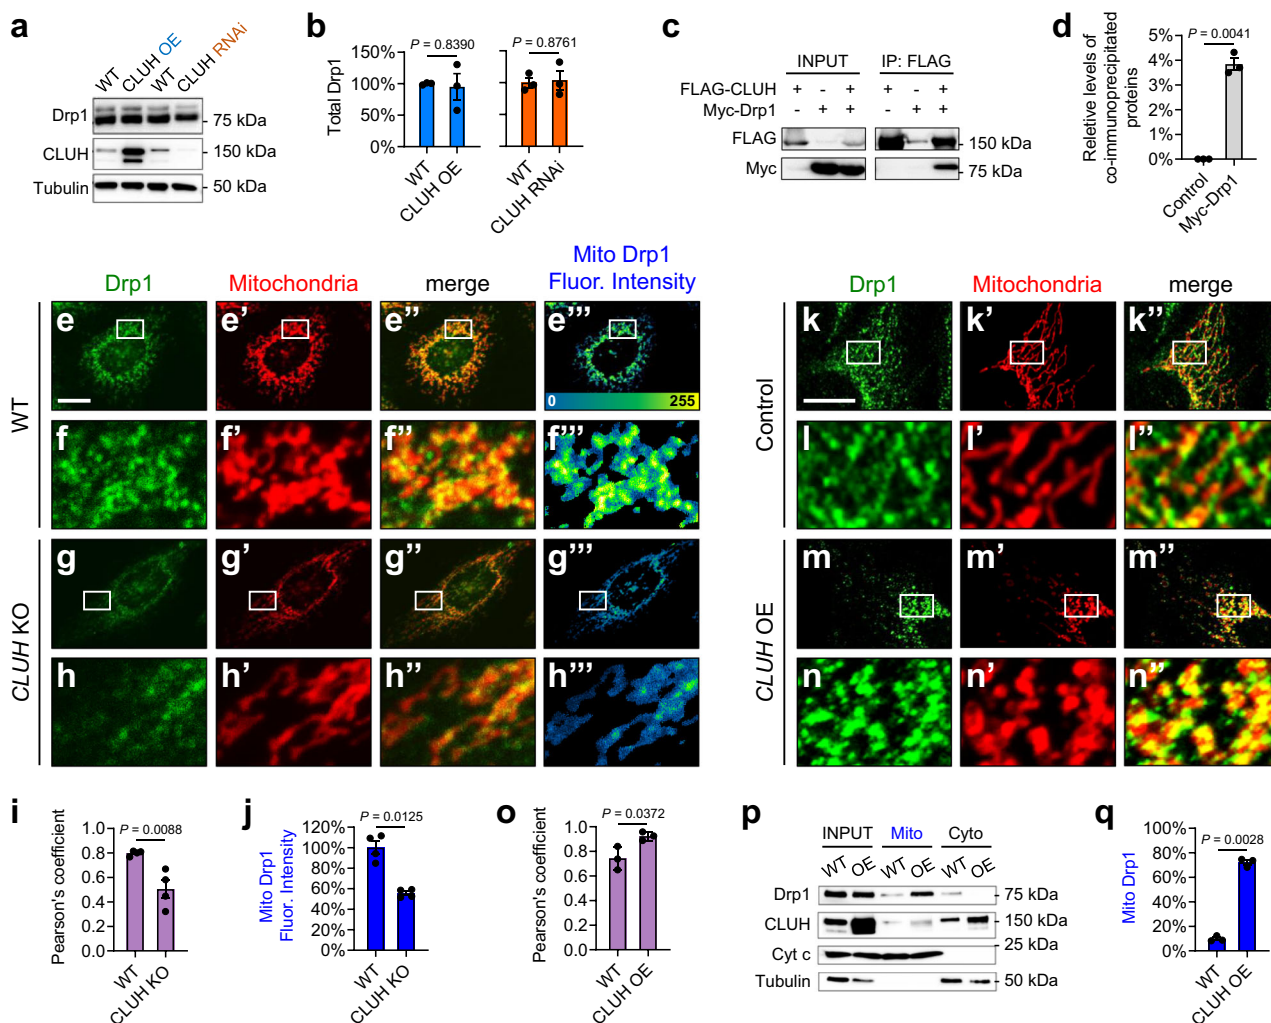 a
WT
CLUH OE
WT
CLUH RNAi
Drp1
75 kDa
CLUH
150 kDa
Tubulin
50 kDa
b
P = 0.8390
P = 0.8761
Total Drp1
150%
100%
50%
0%
150%
100%
50%
0%
WT
CLUH OE
WT
CLUH RNAi
c
INPUT
IP: FLAG
FLAG-CLUH + - + + - +
Myc-Drp1 - + + - + +
FLAG
150 kDa
Myc
75 kDa
d
P = 0.0041
Reletive levels of
co-immunoprecipitated
proteins
5%
4%
3%
2%
1%
0%
Control
Myc-Drp1
Drp1
Mitochondria
merge
Mito Drp1
Fluor. Intensity
WT
e
e’
e’’
e’’’
0
255
f
f’
f’’
f’’’
CLUH KO
g
g’
g’’
g’’’
h
h’
h’’
h’’’
Drp1
Mitochondria
merge
Control
k
k’
k’’
l
l’
l’’
CLUH OE
m
m’
m’’
n
n’
n’’
i
P = 0.0088
Pearson's coefficient
1.0
0.8
0.6
0.4
0.2
0.0
WT
CLUH KO
j
P = 0.0125
Mito Drp1
Fluor. Intensity
120%
100%
80%
60%
40%
20%
0%
WT
CLUH KO
o
P = 0.0372
Pearson's coefficient
1.0
0.8
0.6
0.4
0.2
0.0
WT
CLUH OE
p
INPUT
Mito
Cyto
WT
OE
WT
OE
WT
OE
Drp1
75 kDa
CLUH
150 kDa
25 kDa
Cyt c
Tubulin
50 kDa
q
P = 0.0028
Mito Drp1
100%
80%
60%
40%
20%
0%
WT
CLUH OE